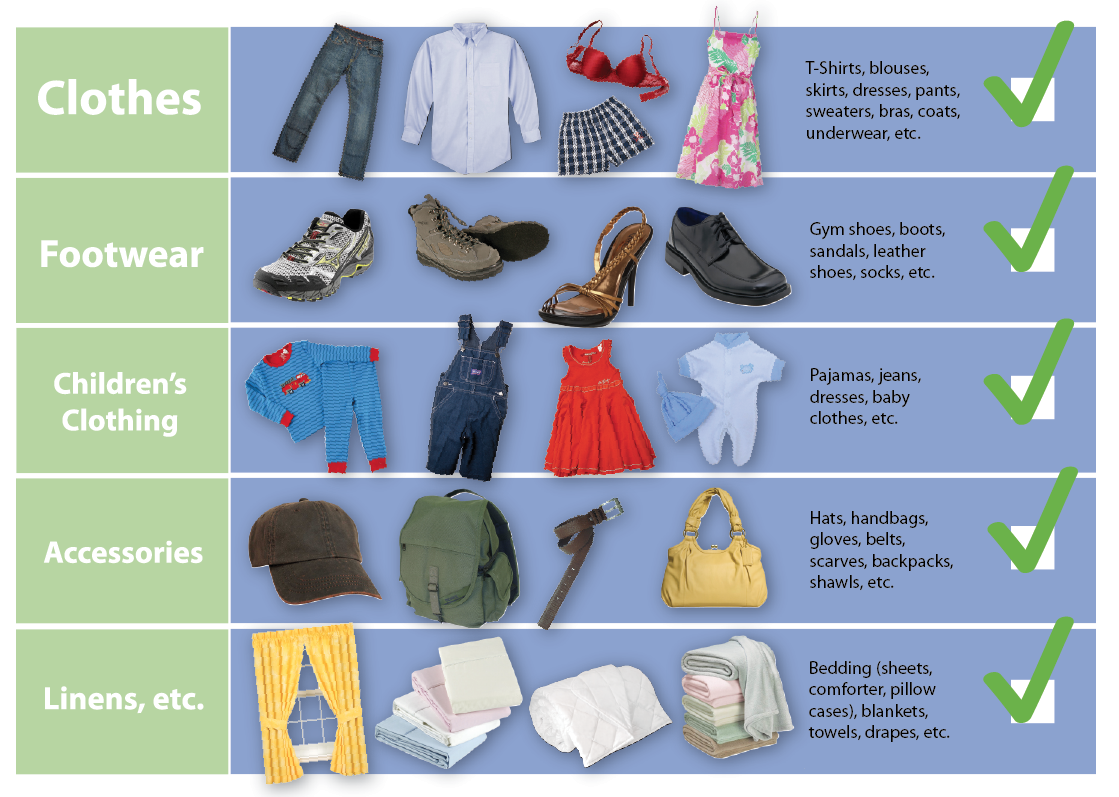 Clothes
T-Shirts, blouses,
skirts, dresses, pants,
sweaters, bras, coats,
underwear, etc.
Footwear
Gym shoes, boots,
sandals, leather
shoes, socks, etc.
Children's
Clothing
Pajamas, jeans,
dresses, baby
clothes, etc.
Accessories
Hats, handbags,
gloves, belts,
scarves, backpacks,
shawls, etc.
Linens, etc.
Bedding (sheets,
comforter, pillow
cases), blankets,
towels, drapes, etc.